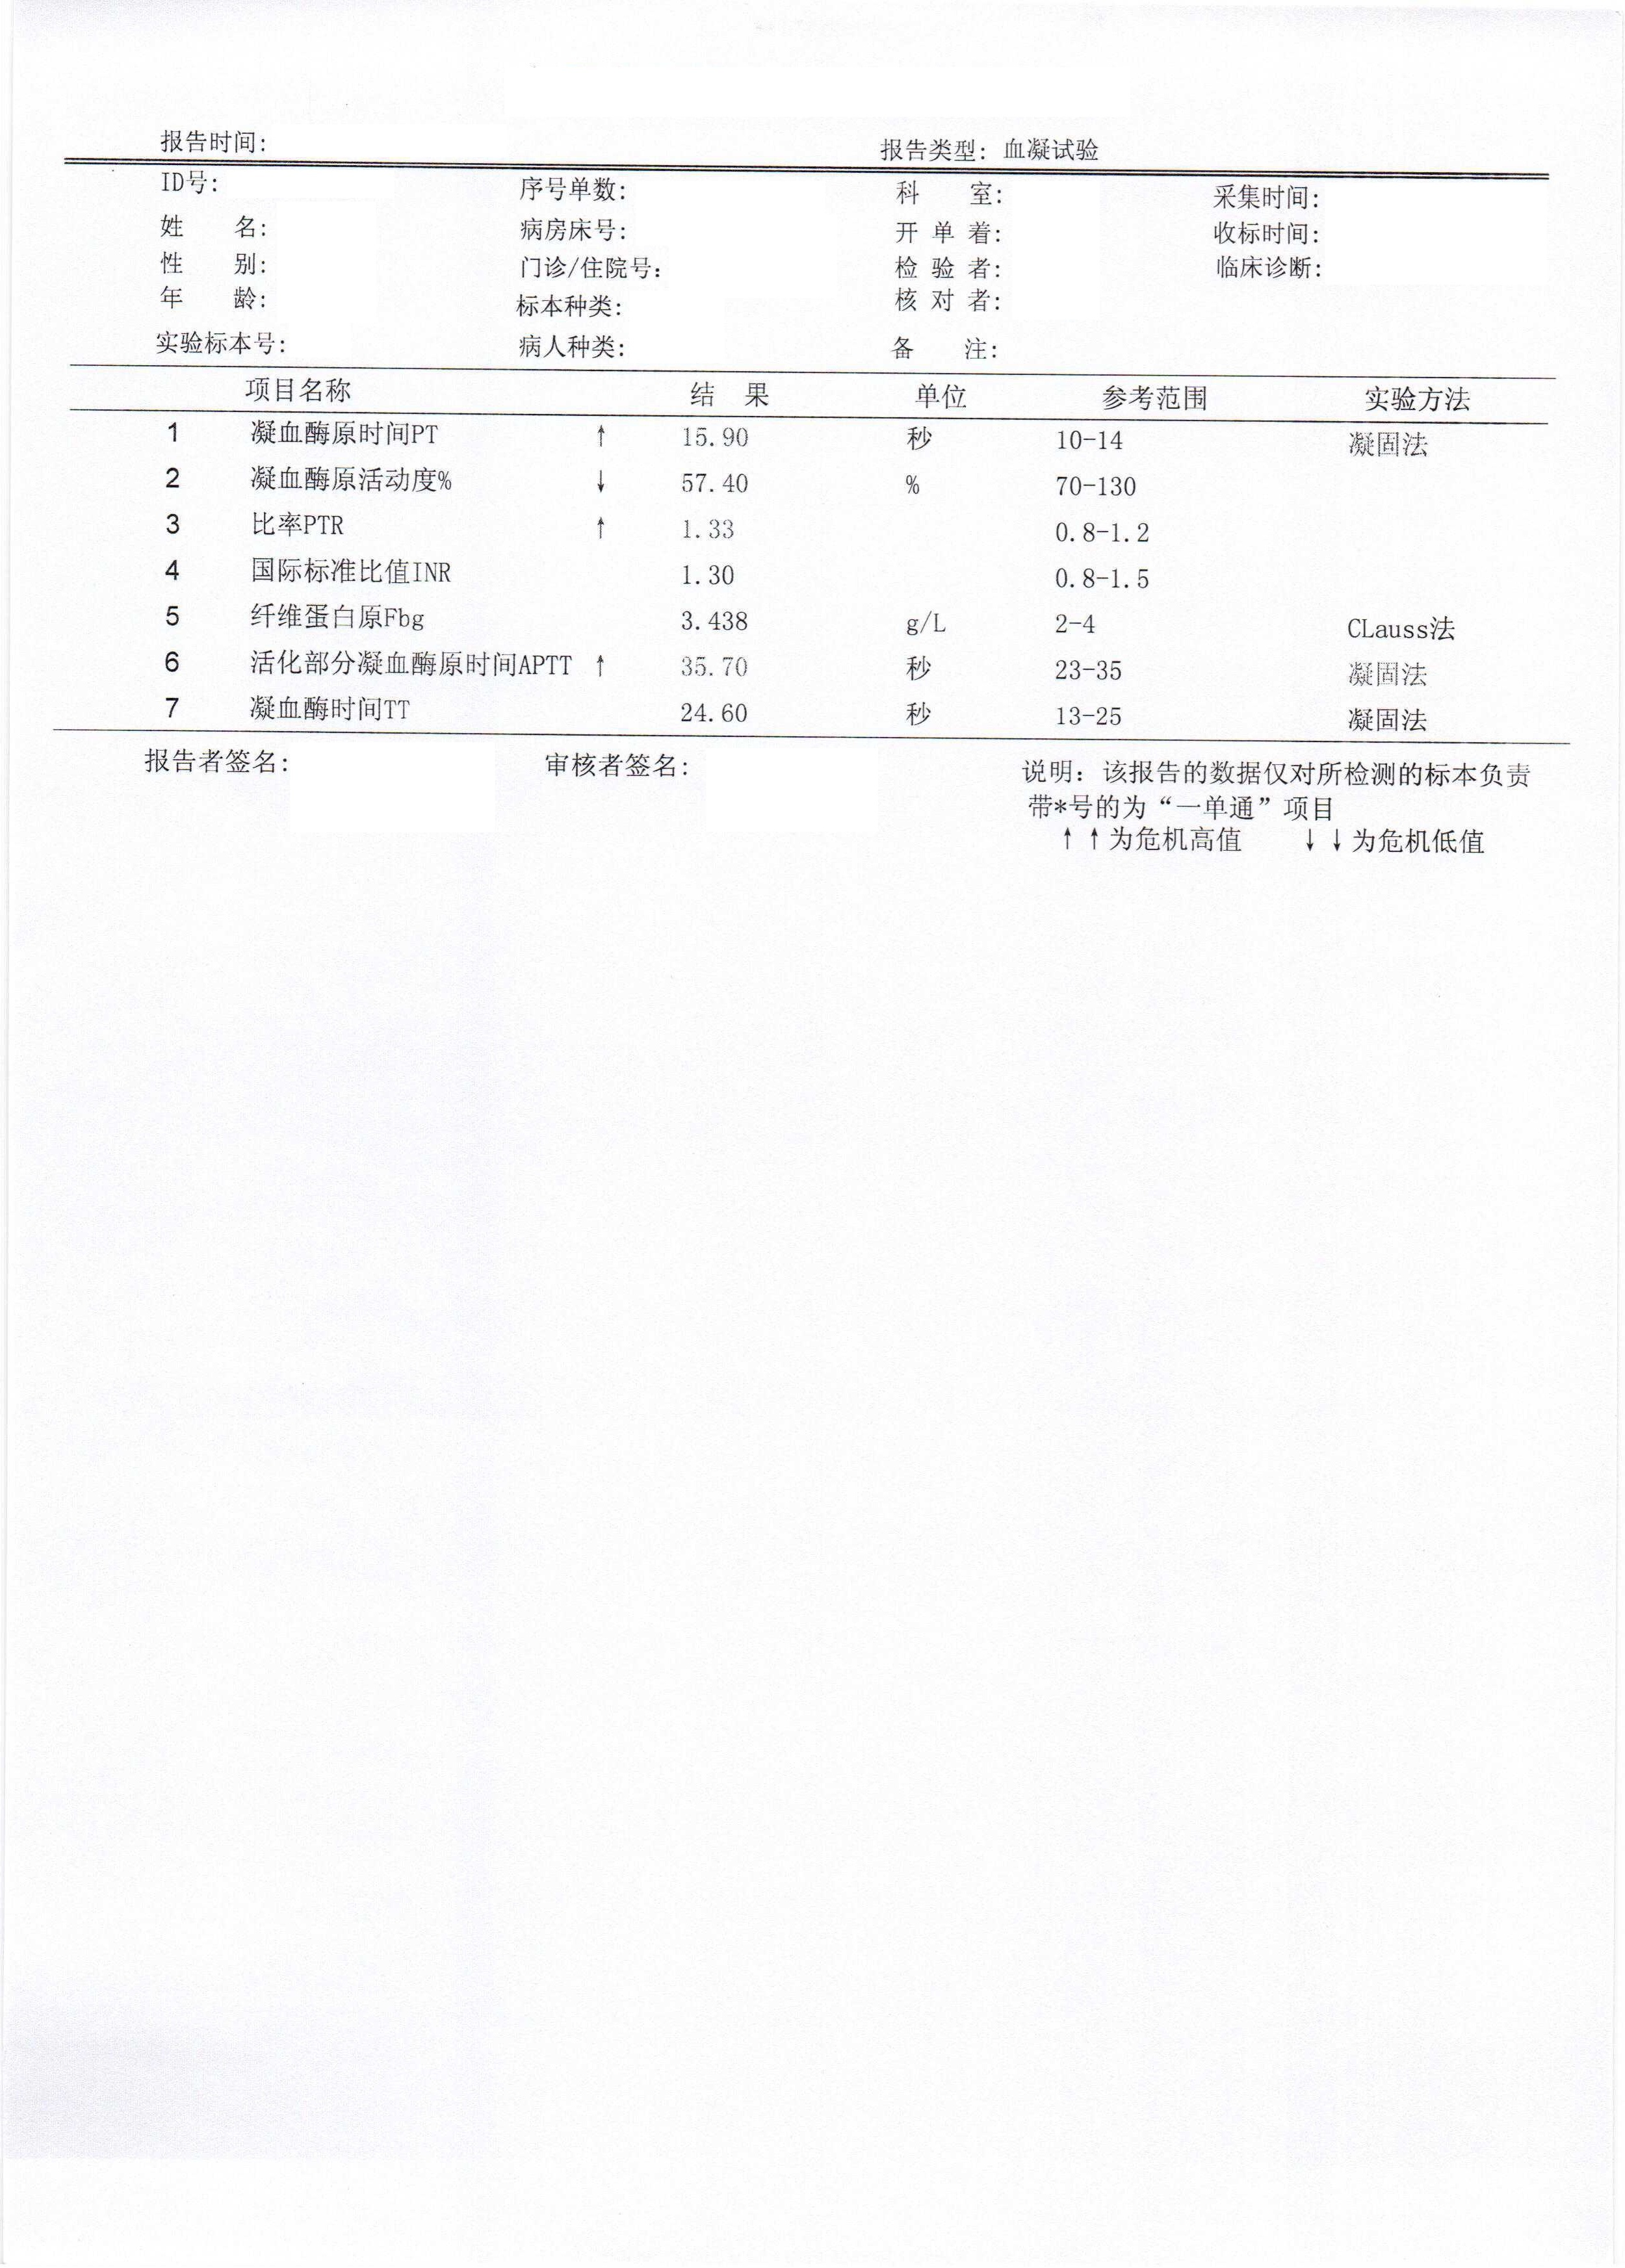 报告时间: 报告类型: 血凝试验
ID号: 序号单数: 科 室: 采集时间:
姓 名: 病房床号: 开 单 着: 收标时间:
性 别: 门诊/住院号: 检 验 者: 临床诊断:
年 龄: 标本种类: 核 对 者:
实验标本号: 病人种类: 备 注:
项目名称 结 果 单位 参考范围 实验方法
1 凝血酶原时间PT ↑ 15.90 秒 10-14 凝固法
2 凝血酶原活动度% ↓ 57.40 % 70-130
3 比率PTR ↑ 1.33 0.8-1.2
4 国际标准比值INR 1.30 0.8-1.5
5 纤维蛋白原Fbg 3.438 g/L 2-4 CLauss法
6 活化部分凝血酶原时间APTT ↑ 35.70 秒 23-35 凝固法
7 凝血酶时间TT 24.60 秒 13-25 凝固法
报告者签名: 审核者签名: 说明: 该报告的数据仅对所检测的标本负责
带*号的为“一单通”项目
↑↑为危机高值 ↓↓为危机低值